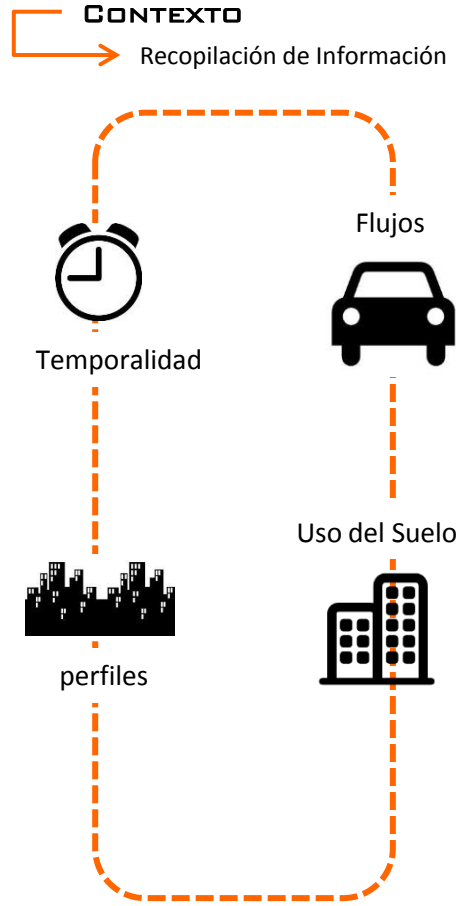 CONTEXTO
Recopilación de Información
Flujos
Temporalidad
Uso del Suelo
perfiles